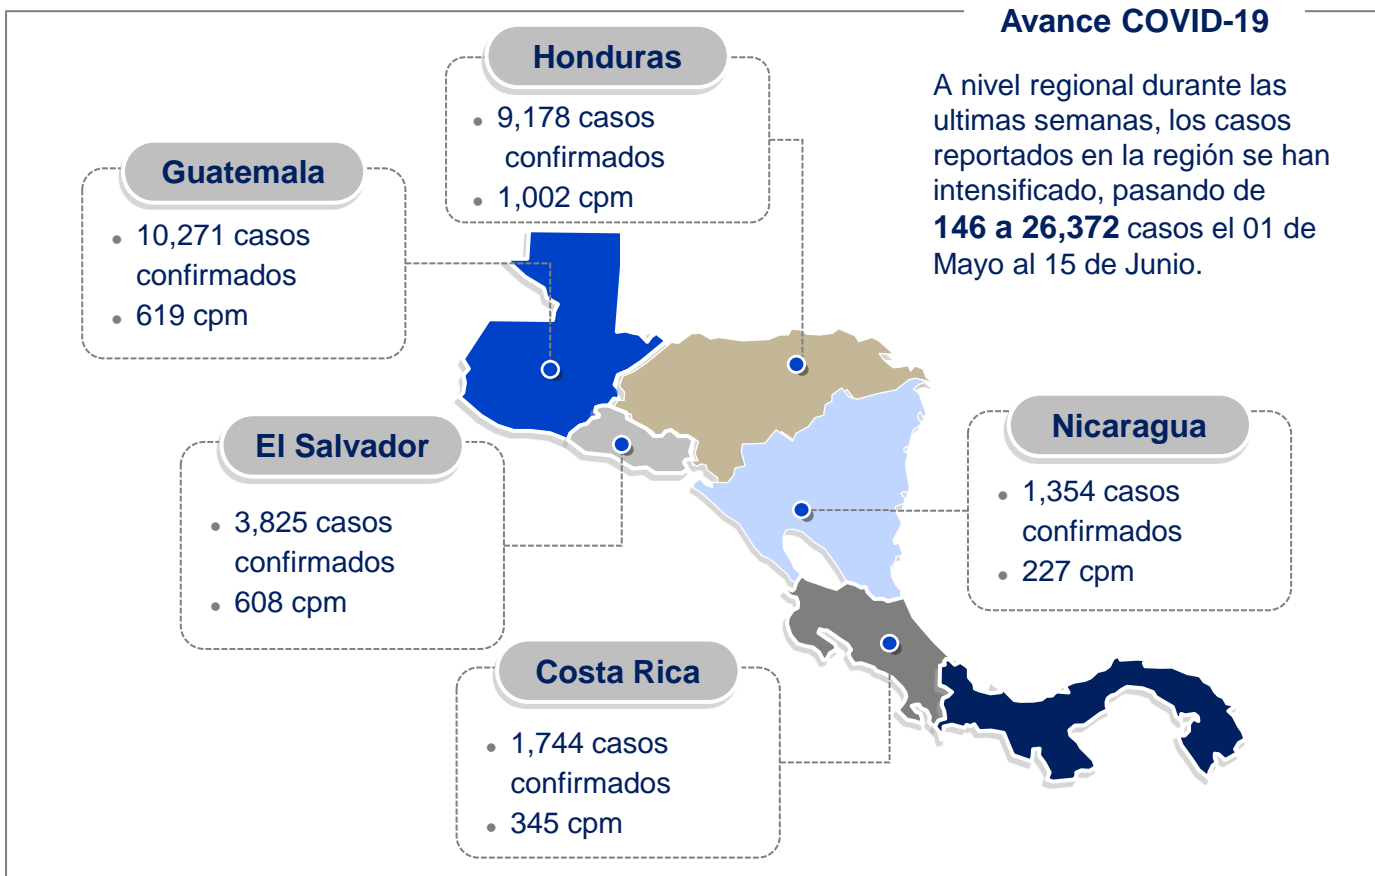 Avance COVID-19
A nivel regional durante las
ultimas semanas, los casos
reportados en la región se han
intensificado, pasando de
146 a 26,372 casos el 01 de
Mayo al 15 de Junio.
Honduras
• 9,178 casos
confirmados
• 1,002 cpm
Guatemala
• 10,271 casos
confirmados
• 619 cpm
El Salvador
• 3,825 casos
confirmados
• 608 cpm
Nicaragua
• 1,354 casos
confirmados
• 227 cpm
Costa Rica
• 1,744 casos
confirmados
• 345 cpm